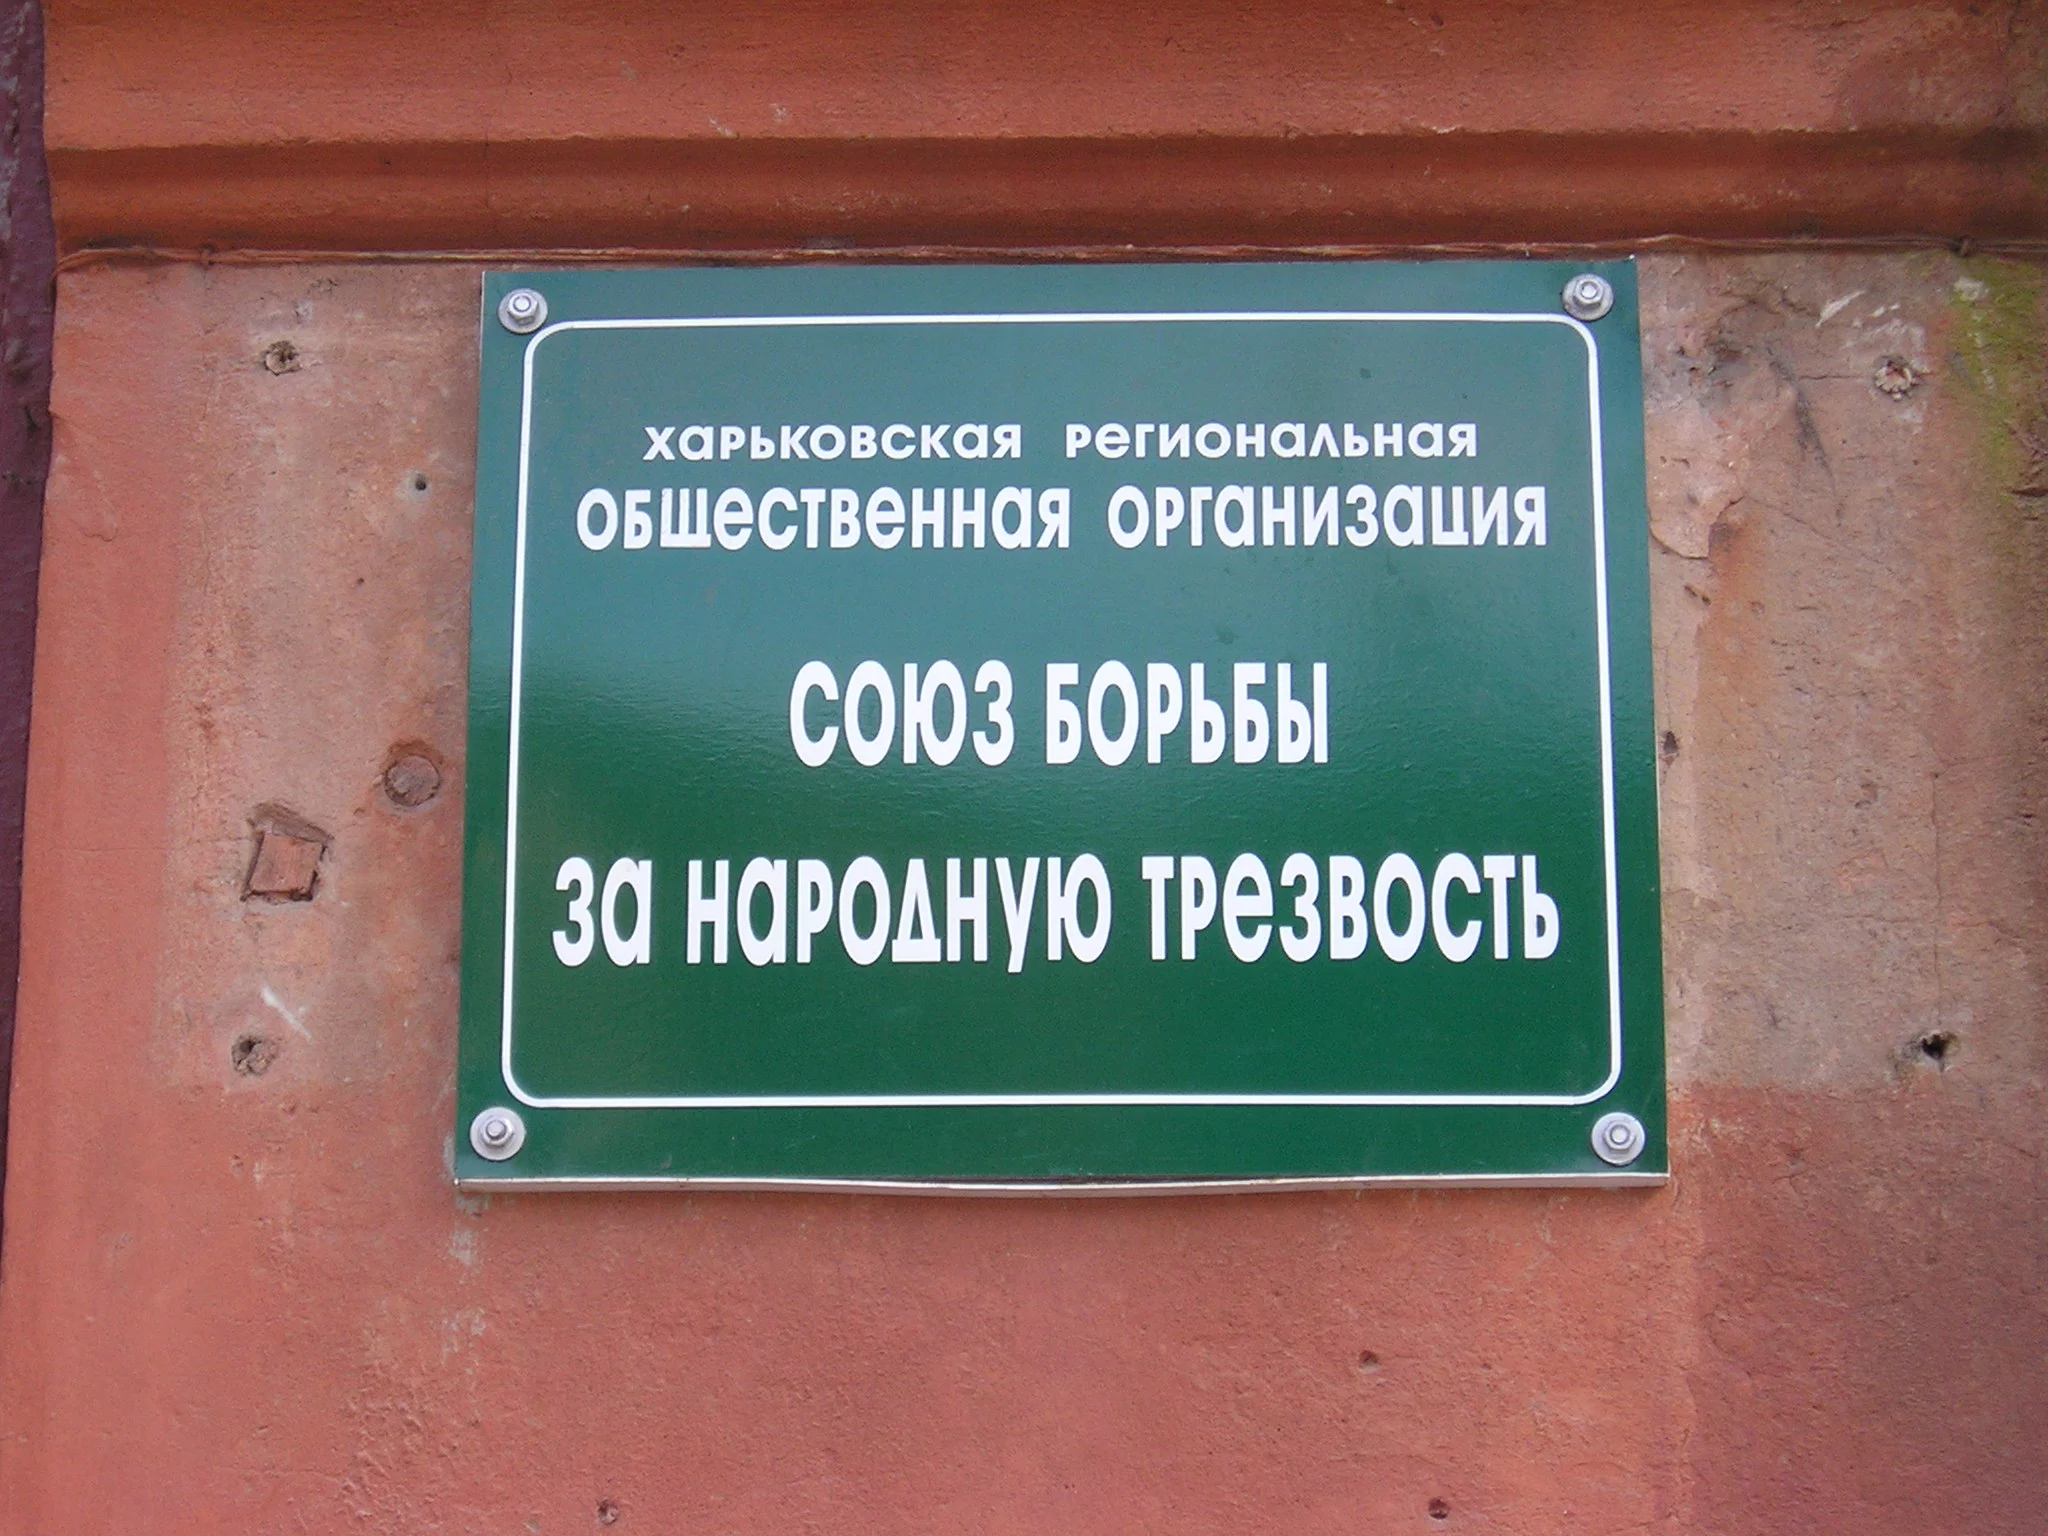 Харьковская региональная
общественная организация
СОЮЗ БОРЬБЫ
за народную трезвость